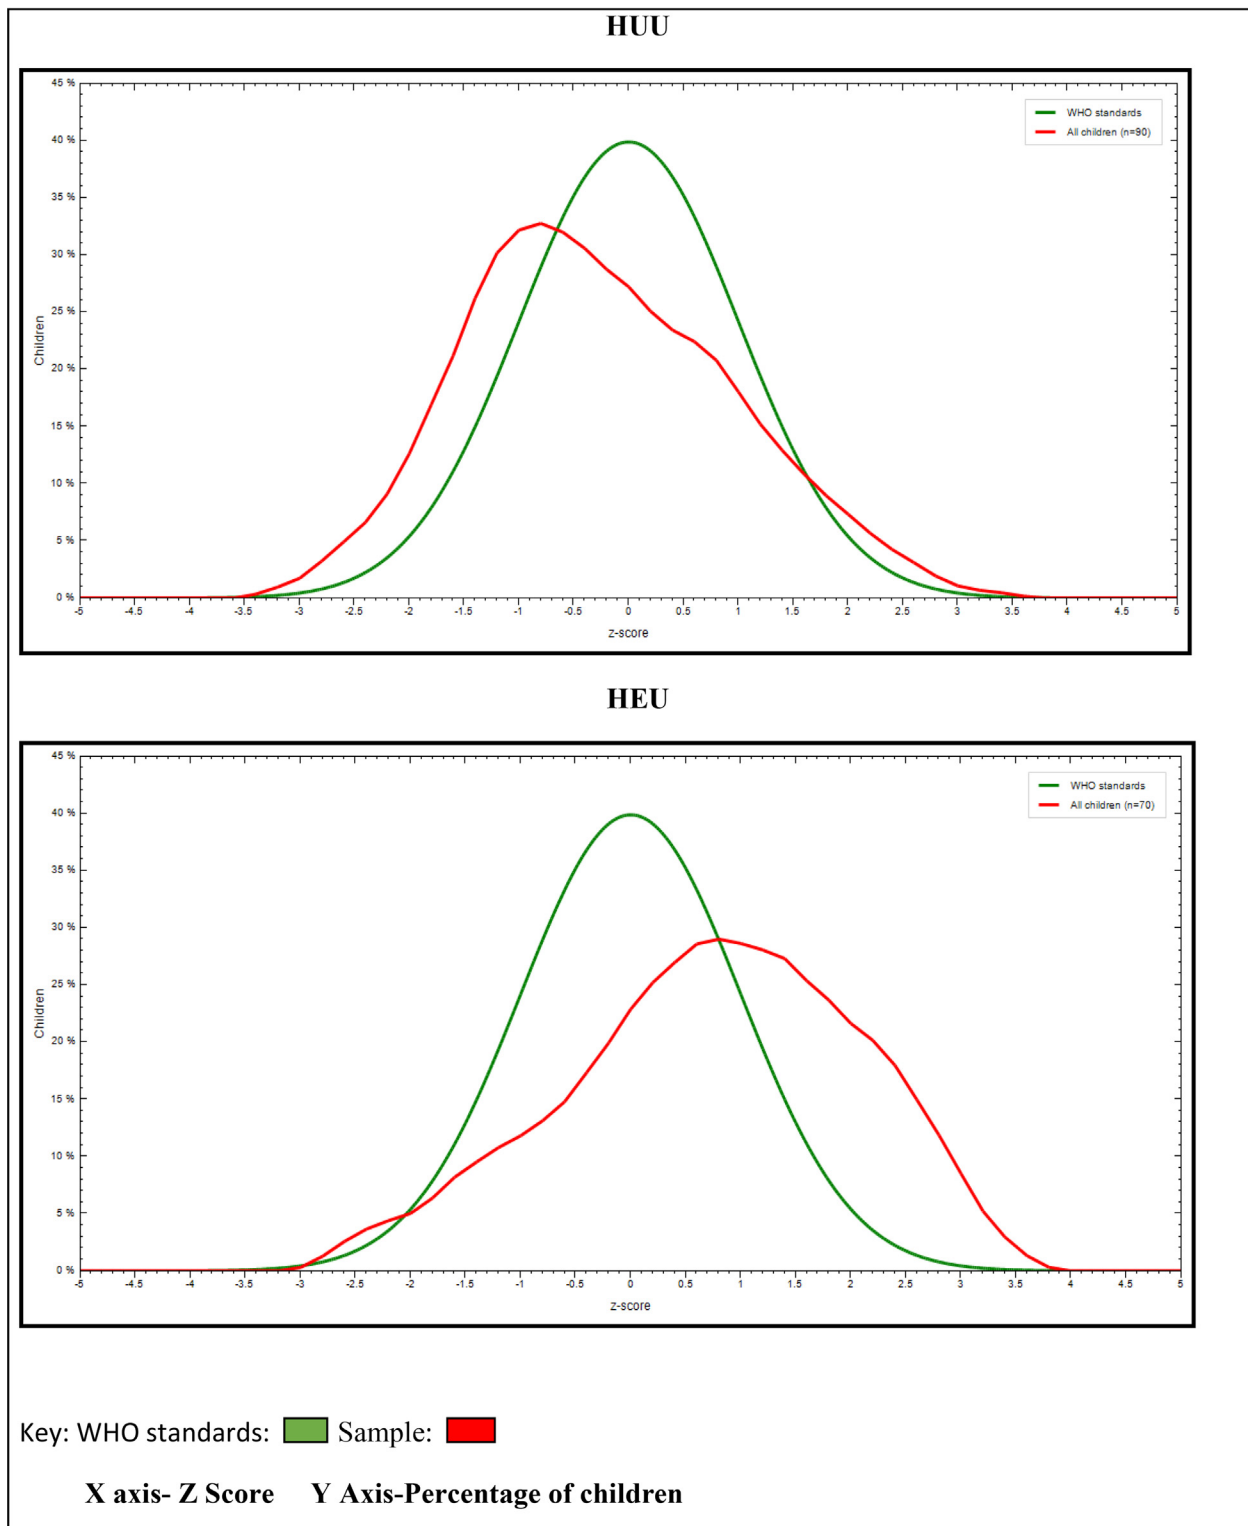 HUU
45 %
40 %
35 %
30 %
25 %
20 %
15 %
10 %
5 %
0 %
Children
WHO standards
All children (n=90)
-5 -4.5 -4 -3.5 -3 -2.5 -2 -1.5 -1 -0.5 0 0.5 1 1.5 2 2.5 3 3.5 4 4.5 5
z-score
HEU
45 %
40 %
35 %
30 %
25 %
20 %
15 %
10 %
5 %
0 %
Children
WHO standards
All children (n=70)
-5 -4.5 -4 -3.5 -3 -2.5 -2 -1.5 -1 -0.5 0 0.5 1 1.5 2 2.5 3 3.5 4 4.5 5
z-score
Key: WHO standards: Sample:
X axis- Z Score Y Axis-Percentage of children